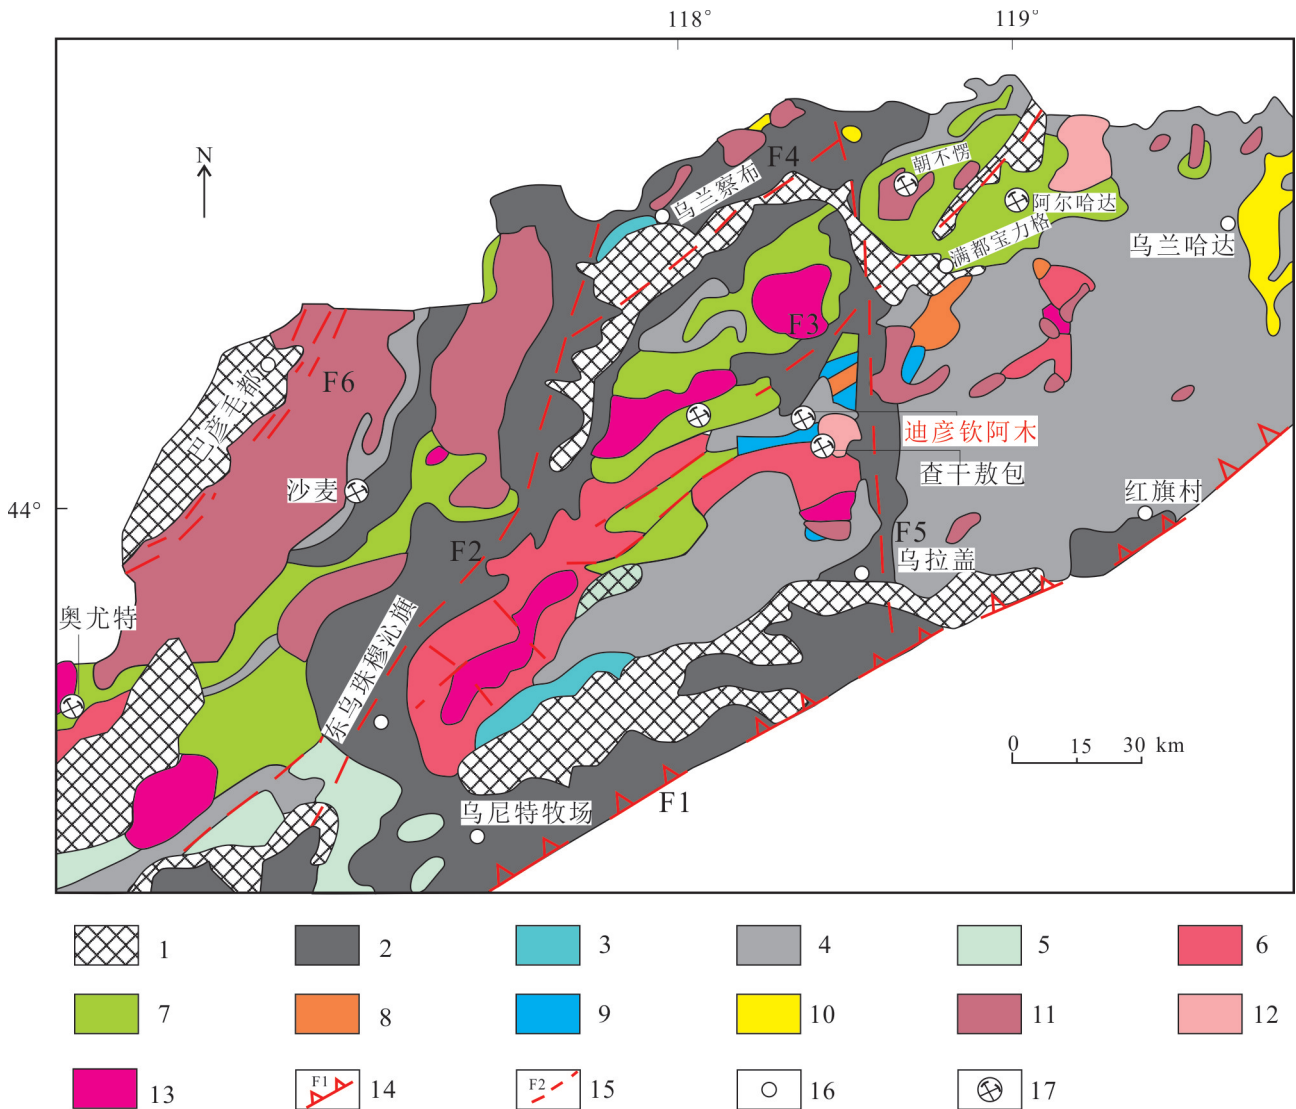 118°
119°
N
F4
乌兰察布
朝不愣
阿尔哈达
满都宝力格
乌兰哈达
F3
巴彦毛都
F6
迪彦钦阿木
查干敖包
沙麦
红旗村
44°
F2
F5
乌拉盖
奥尤特
东乌珠穆沁旗
0 15 30 km
F1
乌尼特牧场
1 2 3 4 5 6
7 8 9 10 11 12
13 F1 14 F2 15 16 17